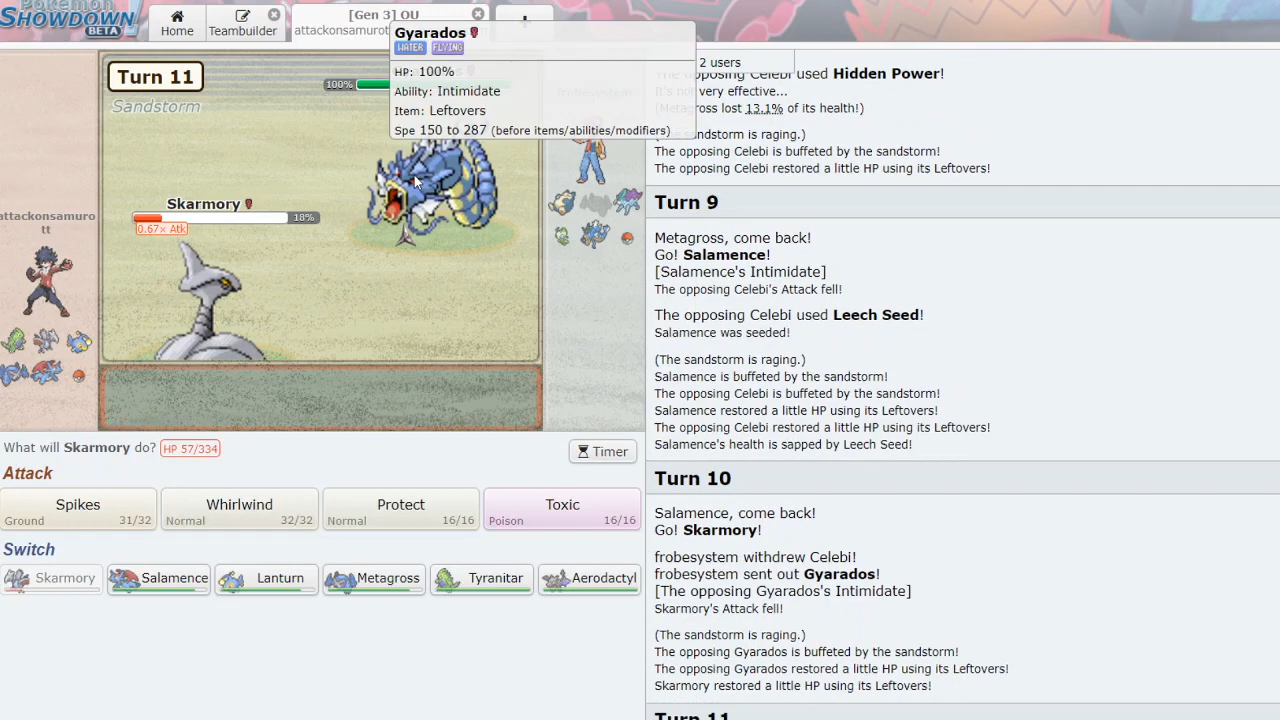 POKéMON
SHOWDOWN
BETA
Home
Teambuilder
[Gen 3] OU
attackonsamurot
+
Gyarados
WATER FLYING
HP: 100%
Ability: Intimidate
Item: Leftovers
Spe 150 to 287 (before items/abilities/modifiers)
Turn 11
Sandstorm
100%
Skarmory
18%
0.67× Atk
attackonsamuro
tt
What will Skarmory do? HP 57/334
Timer
Attack
Spikes
Ground 31/32
Whirlwind
Normal 32/32
Protect
Normal 16/16
Toxic
Poison 16/16
Switch
Skarmory
Salamence
Lanturn
Metagross
Tyranitar
Aerodactyl
2 users
opposing Celebi used Hidden Power!
It's not very effective...
(Metagross lost 13.1% of its health!)
sandstorm is raging.)
The opposing Celebi is buffeted by the sandstorm!
The opposing Celebi restored a little HP using its Leftovers!
Turn 9
Metagross, come back!
Go! Salamence!
[Salamence's Intimidate]
The opposing Celebi's Attack fell!
The opposing Celebi used Leech Seed!
Salamence was seeded!
(The sandstorm is raging.)
Salamence is buffeted by the sandstorm!
The opposing Celebi is buffeted by the sandstorm!
Salamence restored a little HP using its Leftovers!
The opposing Celebi restored a little HP using its Leftovers!
Salamence's health is sapped by Leech Seed!
Turn 10
Salamence, come back!
Go! Skarmory!
frobesystem withdrew Celebi!
frobesystem sent out Gyarados!
[The opposing Gyarados's Intimidate]
Skarmory's Attack fell!
(The sandstorm is raging.)
The opposing Gyarados is buffeted by the sandstorm!
The opposing Gyarados restored a little HP using its Leftovers!
Skarmory restored a little HP using its Leftovers!
Turn 11